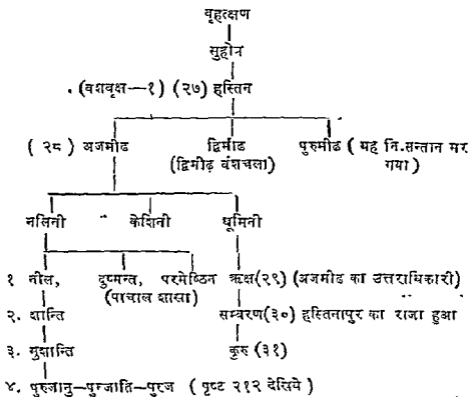 वृहत्क्षण
सुहोन
(वशवृक्ष—१) (२७) हस्तिन
(२८) अजमीढ द्विमीढ पुरुमीढ (यह नि.सन्तान मर
(द्विमीढ़ वंशचला) गया)
नलिनी केशिनी धूमिनी
१ नील, दुष्मन्त, परमेष्ठिन ऋक्ष(२९) (अजमीढ का उत्तराधिकारी)
(पाचाल शासा)
२. शान्ति सम्वरण(३०) हस्तिनापुर का राजा हुआ
३. सुशान्ति कुरु (३१)
४. पुरुजानु—पुरुजाति—पुरज (पृष्ट २१२ देखिये)